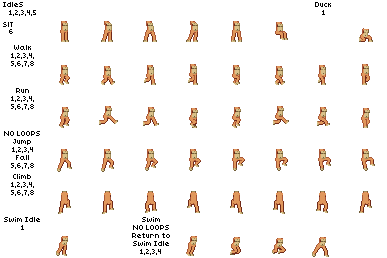 IdleS
1,2,3,4,5
Duck
1
SIT
6
Walk
1,2,3,4,
5,6,7,8
Run
1,2,3,4,
5,6,7,8
NO LOOPS
Jump
1,2,3,4
Fall
5,6,7,8
Climb
1,2,3,4,
5,6,7,8
Swim Idle
1
Swim
NO LOOPS
Return to
Swim Idle
1,2,3,4